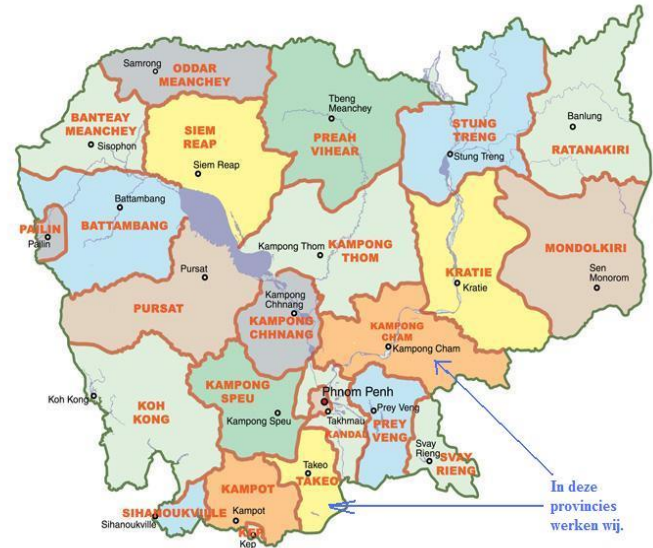 Samrong
ODDAR
MEANCHEY
BANTEAY
MEANCHEY
Sisophon
SIEM
REAP
Siem Reap
Tbeng
Meanchey
PREAH
VIHEAR
STUNG
TRENG
Stung Treng
Banlung
RATANAKIRI
Battambang
BATTAMBANG
PAILIN
Pailin
Pursat
PURSAT
Kampong Thom
KAMPONG
THOM
KRATIE
Kratie
MONDOLKIRI
Sen
Monorom
Kampong
Chhnang
KAMPONG
CHHNANG
KAMPONG
CHAM
Kampong Cham
Koh Kong
KOH
KONG
KAMPONG
SPEU
Kampong Speu
Phnom Penh
Takhmau
KANDAL
Prey Veng
PREY
VENG
Svay
Rieng
SVAY
RIENG
Takeo
TAKEO
KAMPOT
Kampot
SIHANOUKVILLE
Sihanoukville
KEP
Kep
In deze
provincies
werken wij.